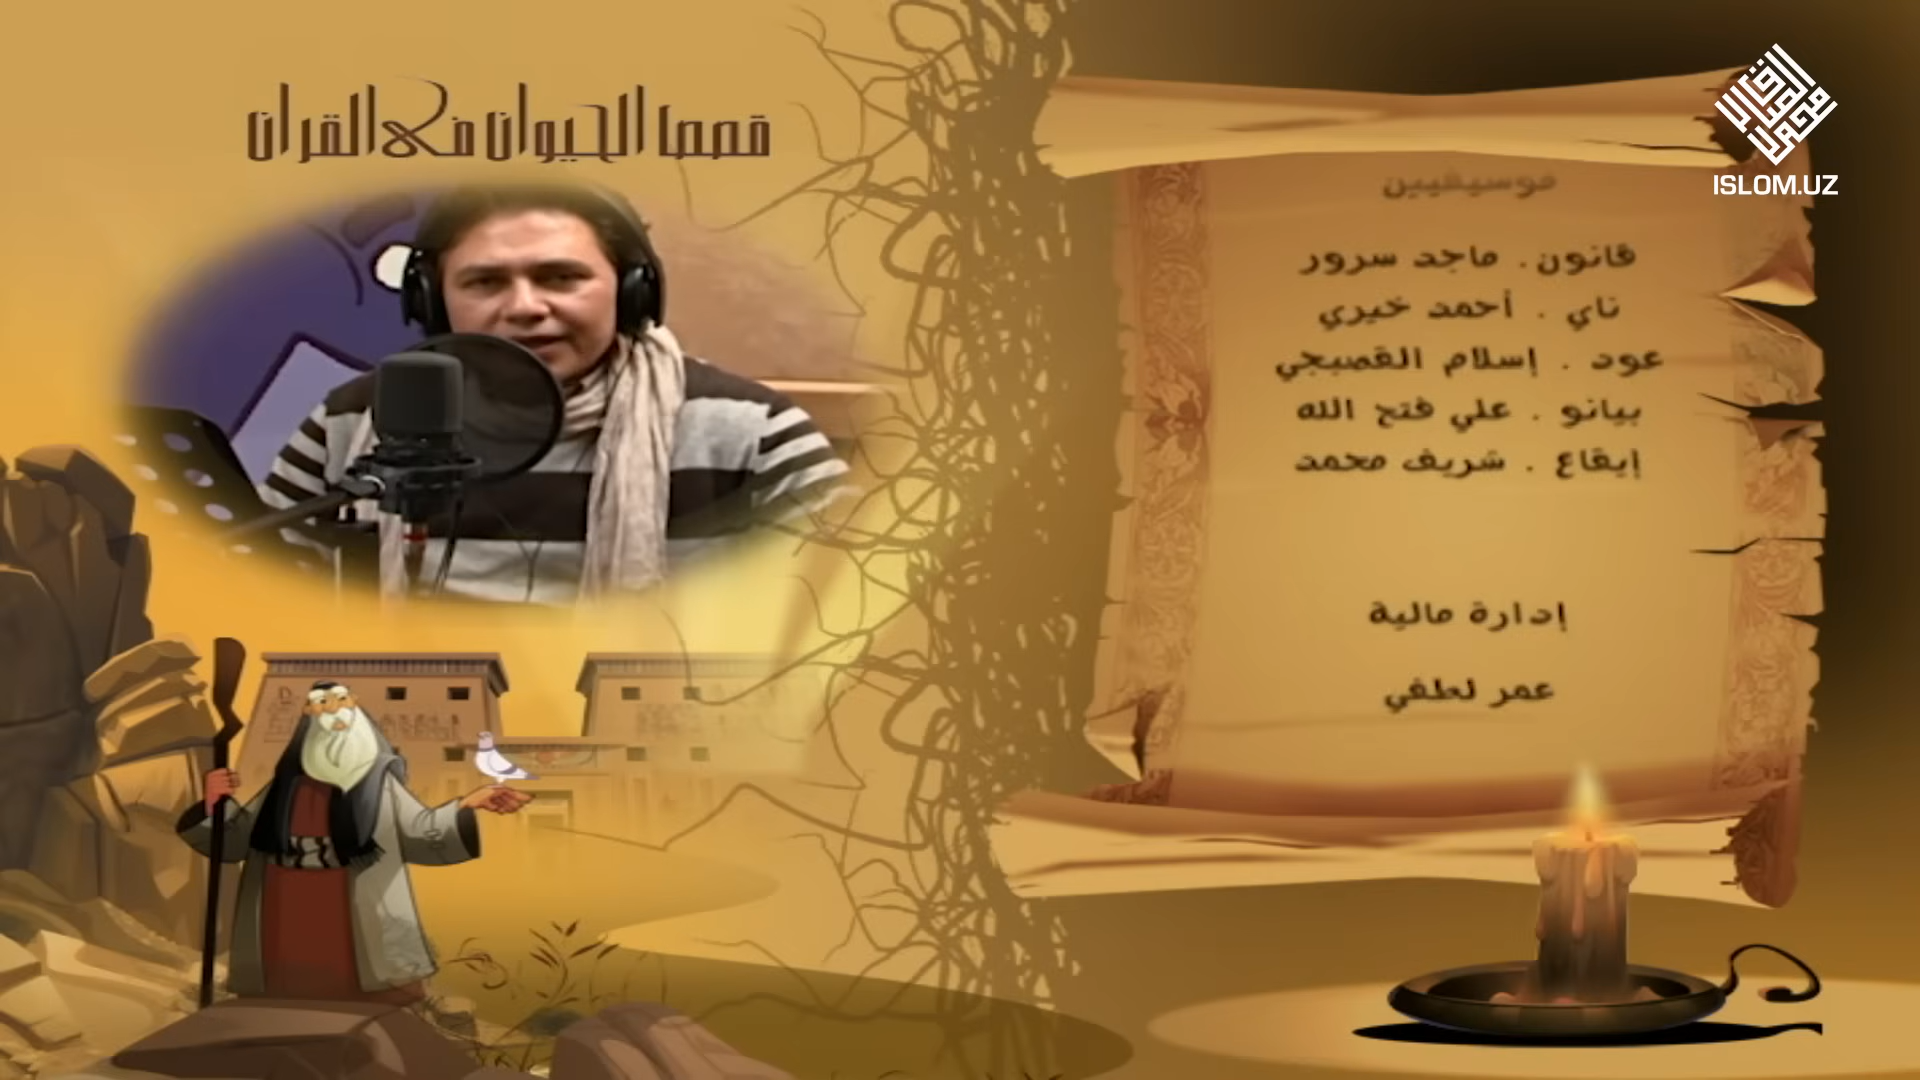 قصص الحيوان في القرآن
موسيقيين
قانون . ماجد سرور
ناي . أحمد خيري
عود . إسلام القصبجي
بيانو . علي فتح الله
إيقاع . شريف محمد
إدارة مالية
عمر لطفي
ISLOM.UZ